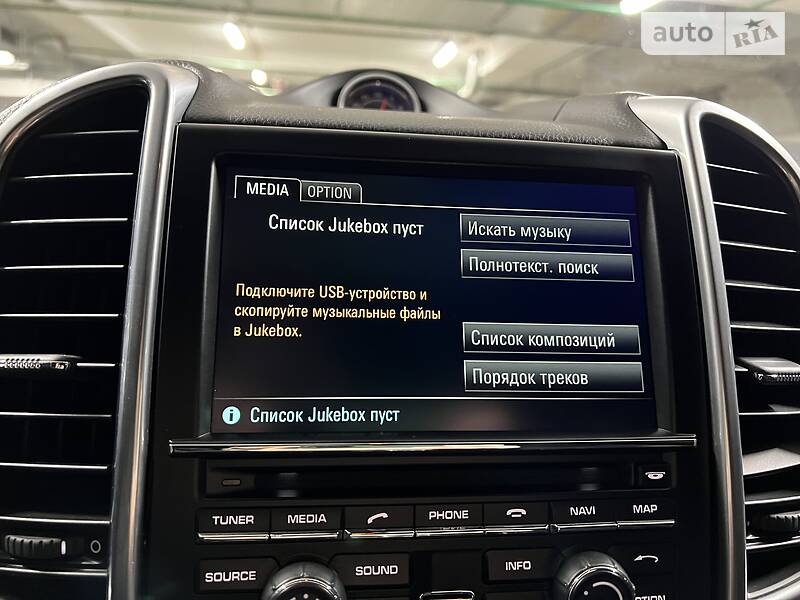 auto RIA
MEDIA OPTION
Список Jukebox пуст
Искать музыку
Полнотекст. поиск
Подключите USB-устройство и
скопируйте музыкальные файлы
в Jukebox.
Список композиций
Порядок треков
Список Jukebox пуст
TUNER MEDIA PHONE NAVI MAP
SOURCE SOUND INFO
OPTION